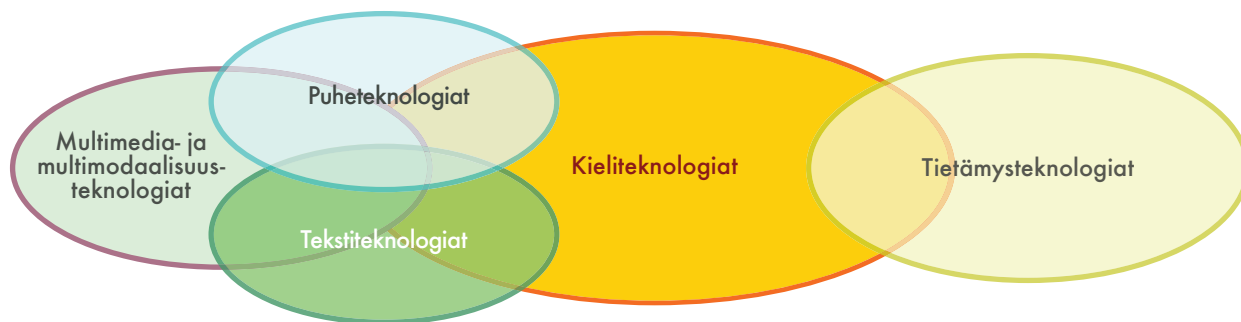 Puheteknologiat
Multimedia- ja
multimodaalisuus-
teknologiat
Kieliteknologiat
Tietämysteknologiat
Tekstiteknologiat